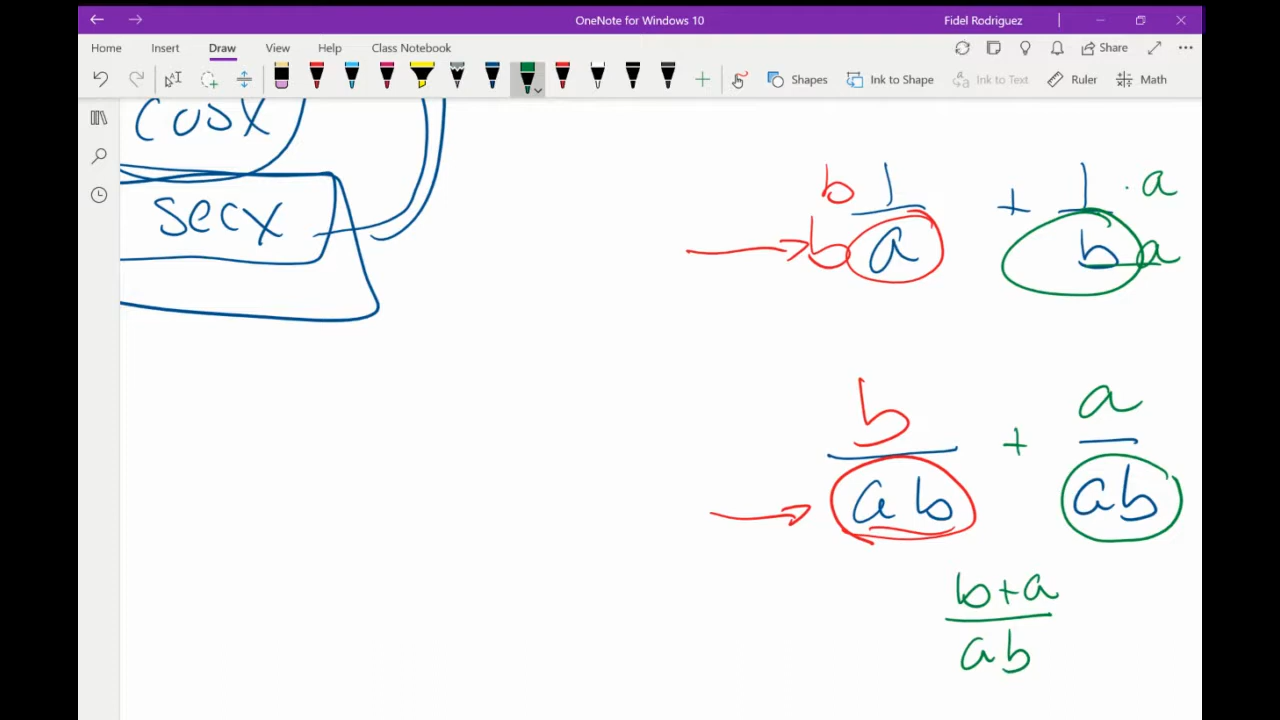 OneNote for Windows 10 Fidel Rodriguez
Home Insert Draw View Help Class Notebook Share
Shapes Ink to Shape Ink to Text Ruler Math
cosx
secx
b 1 + 1 · a
b a b a
b + a
ab ab
b+a
ab